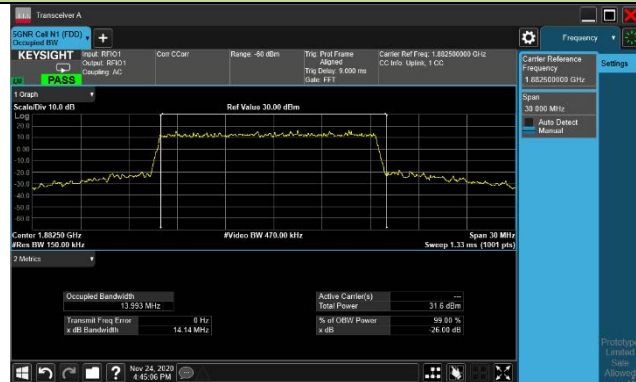 Transceiver A
5GNR Call N1 (FDD)
Occupied BW
Frequency
KEYSIGHT
Input: RFIO1
Output: RFIO1
Coupling: AC
Corr CCorr
Range: -60 dBm
Trig: Prot Frame
Aligned
Trig Delay: 9.000 ms
Gate: FFT
Carrier Ref Freq: 1.882500000 GHz
CC Info: Uplink, 1 CC
PASS
Carrier Reference
Frequency
1.882500000 GHz
Settings
Span
30.000 MHz
Auto Detect
Manual
1 Graph
Scale/Div 10.0 dB
Ref Value 30.00 dBm
Log
20.0
10.0
0.00
-10.0
-20.0
-30.0
-40.0
-50.0
-60.0
Center 1.88250 GHz
#Video BW 470.00 kHz
Span 30 MHz
#Res BW 150.00 kHz
Sweep 1.33 ms (1001 pts)
2 Metrics
Occupied Bandwidth
13.993 MHz
Transmit Freq Error
0 Hz
x dB Bandwidth
14.14 MHz
Active Carrier(s)
---
Total Power
31.6 dBm
% of OBW Power
99.00 %
x dB
-26.00 dB
Prototype
Limited
Sale
Allowed
?
Nov 24, 2020
4:45:06 PM